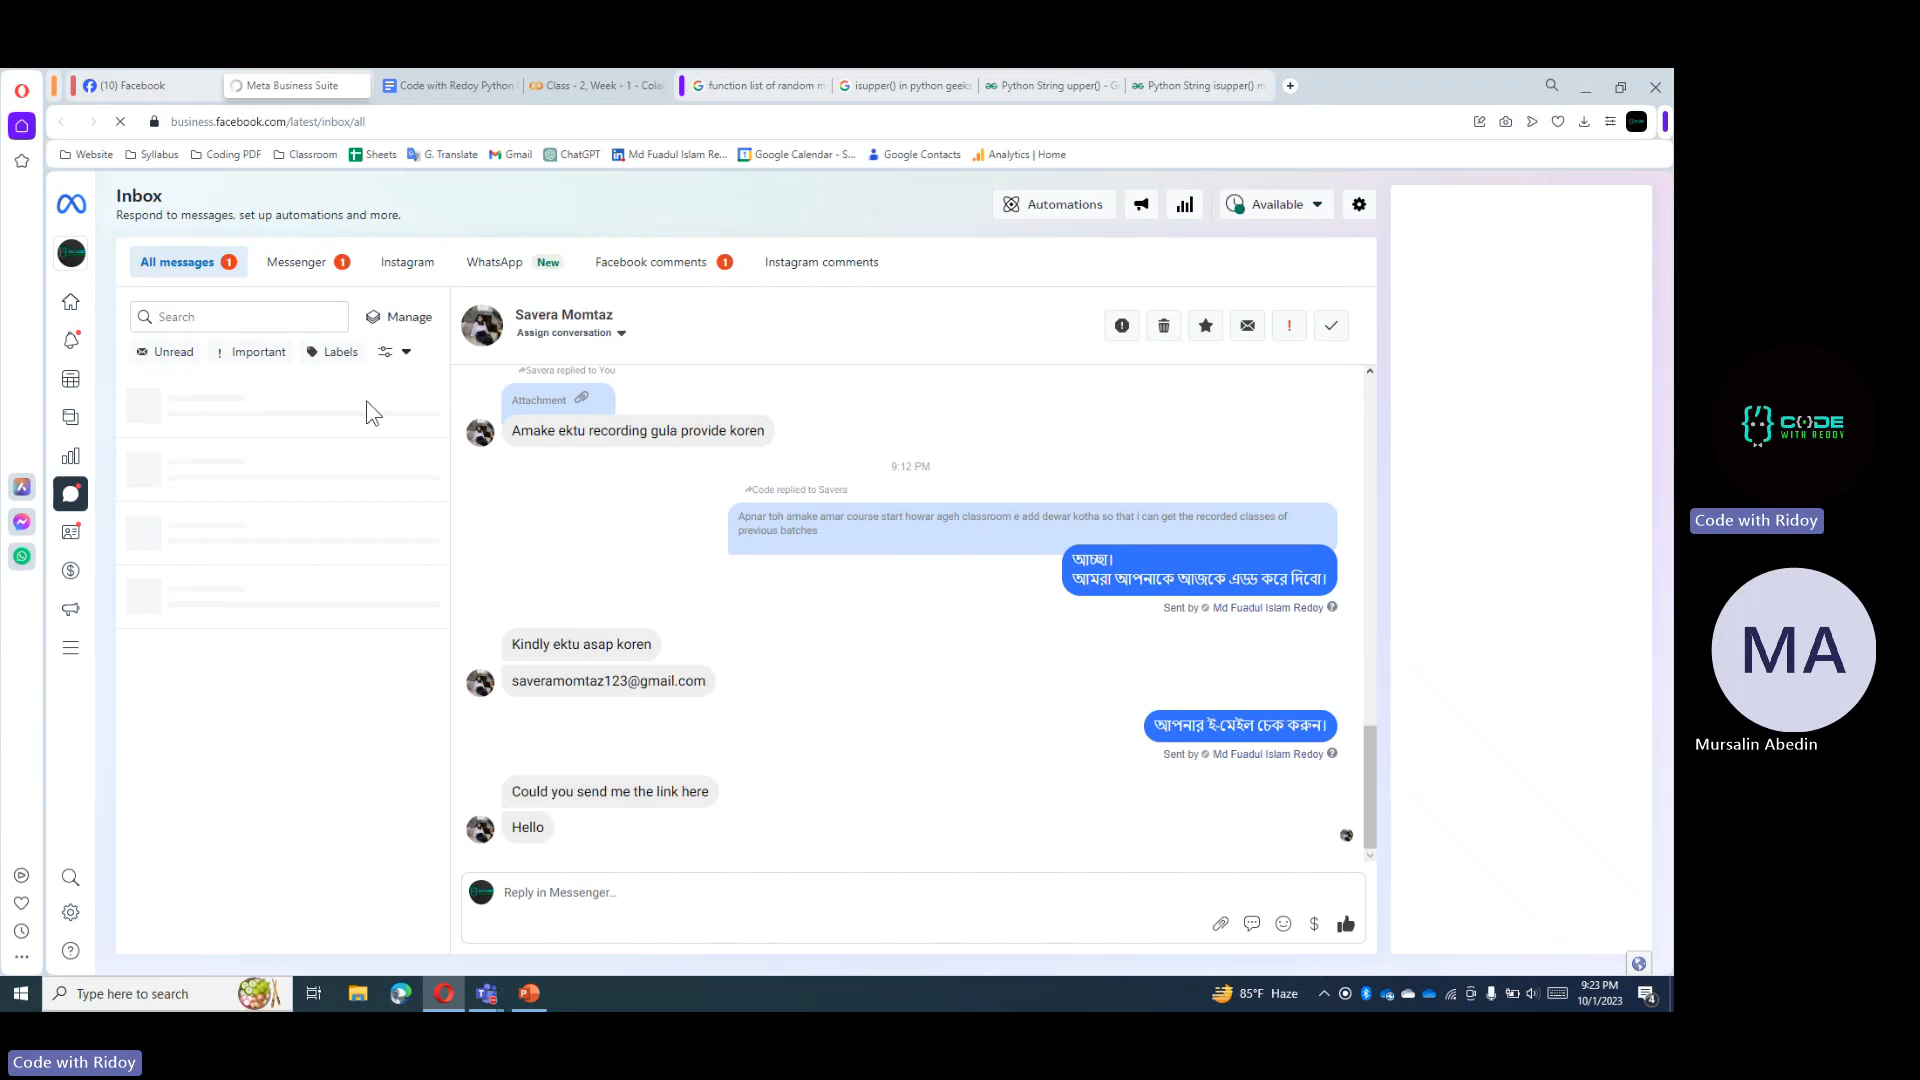 (10) Facebook
Meta Business Suite
Code with Redoy Python
Class - 2, Week - 1 - Cola
function list of random m
isupper() in python geeks
Python String upper() - G
Python String isupper() m
business.facebook.com/latest/inbox/all
Website
Syllabus
Coding PDF
Classroom
Sheets
G. Translate
Gmail
ChatGPT
Md Fuadul Islam Re...
Google Calendar - S...
Google Contacts
Analytics | Home
Inbox
Respond to messages, set up automations and more.
Automations
Available
All messages 1
Messenger 1
Instagram
WhatsApp New
Facebook comments 1
Instagram comments
Search
Manage
Unread
! Important
Labels
Savera Momtaz
Assign conversation
Savera replied to You
Attachment
Amake ektu recording gula provide koren
9:12 PM
Code replied to Savera
Apnar toh amake amar course start howar ageh classroom e add dewar kotha so that i can get the recorded classes of
previous batches
আচ্ছা।
আমরা আপনাকে আজকে এড্ড করে দিবো।
Sent by Md Fuadul Islam Redoy
Kindly ektu asap koren
saveramomtaz123@gmail.com
আপনার ই-মেইল চেক করুন।
Sent by Md Fuadul Islam Redoy
Could you send me the link here
Hello
Reply in Messenger...
CODE
WITH REDOY
Code with Ridoy
MA
Mursalin Abedin
Type here to search
85°F Haze
9:23 PM
10/1/2023
4
Code with Ridoy